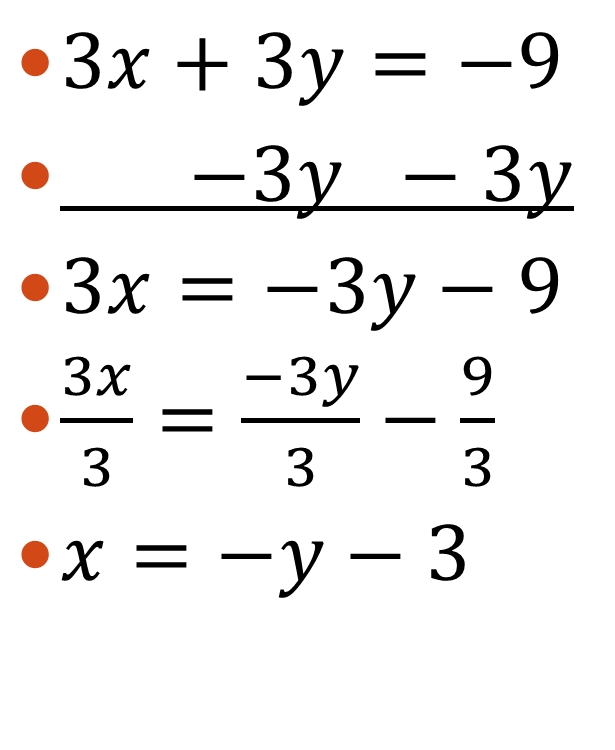 • 3x + 3y = −9
• −3y − 3y
• 3x = −3y − 9
• 3x/3 = −3y/3 − 9/3
• x = −y − 3